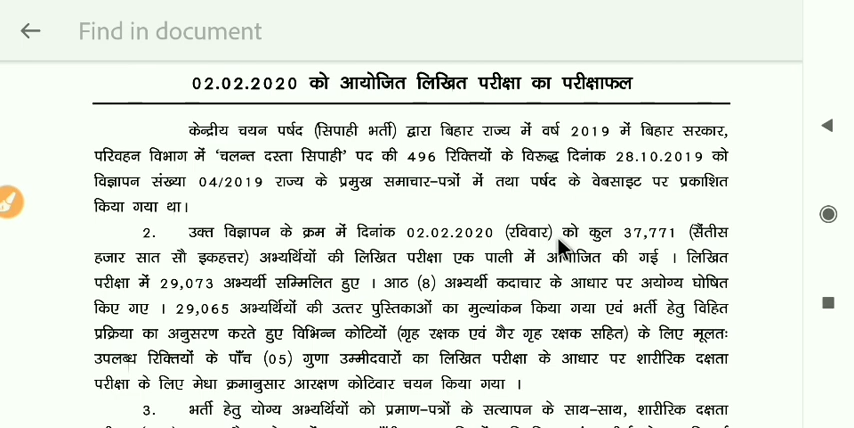 Find in document
02.02.2020 को आयोजित लिखित परीक्षा का परीक्षाफल
केन्द्रीय चयन पर्षद (सिपाही भर्ती) द्वारा बिहार राज्य में वर्ष 2019 में बिहार सरकार,
परिवहन विभाग में 'चलन्त दस्ता सिपाही' पद की 496 रिक्तियों के विरूद्ध दिनांक 28.10.2019 को
विज्ञापन संख्या 04/2019 राज्य के प्रमुख समाचार-पत्रों में तथा पर्षद के वेबसाइट पर प्रकाशित
किया गया था।
2. उक्त विज्ञापन के क्रम में दिनांक 02.02.2020 (रविवार) को कुल 37,771 (सैंतीस
हजार सात सौ इकहत्तर) अभ्यर्थियों की लिखित परीक्षा एक पाली में आयोजित की गई । लिखित
परीक्षा में 29,073 अभ्यर्थी सम्मिलित हुए । आठ (8) अभ्यर्थी कदाचार के आधार पर अयोग्य घोषित
किए गए । 29,065 अभ्यर्थियों की उत्तर पुस्तिकाओं का मुल्यांकन किया गया एवं भर्ती हेतु विहित
प्रक्रिया का अनुसरण करते हुए विभिन्न कोटियों (गृह रक्षक एवं गैर गृह रक्षक सहित) के लिए मूलतः
उपलब्ध रिक्तियों के पाँच (05) गुणा उम्मीदवारों का लिखित परीक्षा के आधार पर शारीरिक दक्षता
परीक्षा के लिए मेधा क्रमानुसार आरक्षण कोटिवार चयन किया गया ।
3. भर्ती हेतु योग्य अभ्यर्थियों को प्रमाण-पत्रों के सत्यापन के साथ-साथ, शारीरिक दक्षता